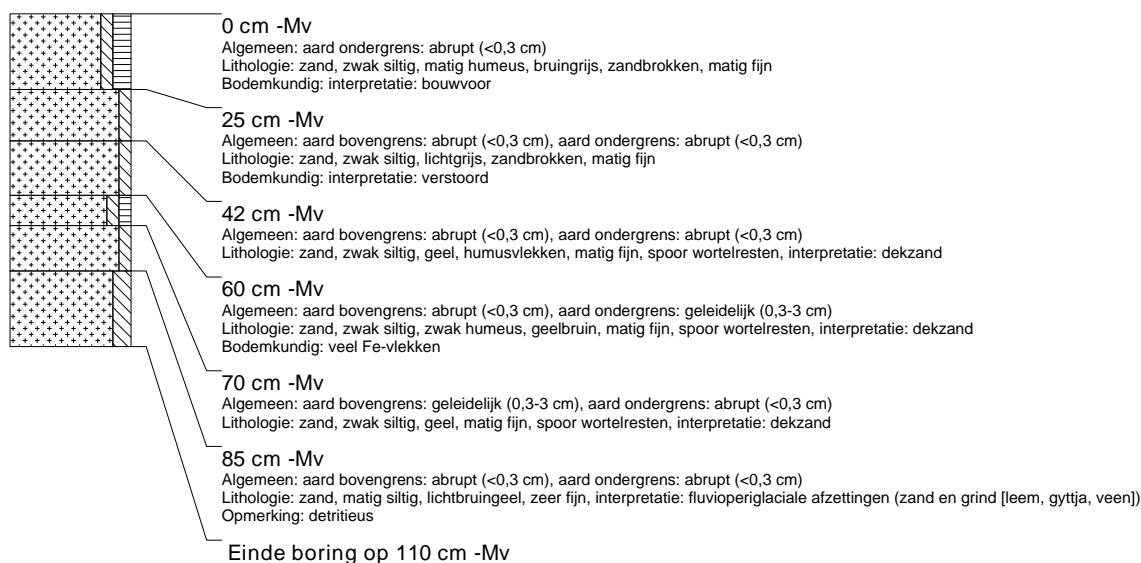 0 cm -Mv
Algemeen: aard ondergrens: abrupt (<0,3 cm)
Lithologie: zand, zwak siltig, matig humeus, bruingrijs, zandbrokken, matig fijn
Bodemkundig: interpretatie: bouwvoor
25 cm -Mv
Algemeen: aard bovengrens: abrupt (<0,3 cm), aard ondergrens: abrupt (<0,3 cm)
Lithologie: zand, zwak siltig, lichtgrijs, zandbrokken, matig fijn
Bodemkundig: interpretatie: verstoord
42 cm -Mv
Algemeen: aard bovengrens: abrupt (<0,3 cm), aard ondergrens: abrupt (<0,3 cm)
Lithologie: zand, zwak siltig, geel, humusvlekken, matig fijn, spoor wortelresten, interpretatie: dekzand
60 cm -Mv
Algemeen: aard bovengrens: abrupt (<0,3 cm), aard ondergrens: geleidelijk (0,3-3 cm)
Lithologie: zand, zwak siltig, zwak humeus, geelbruin, matig fijn, spoor wortelresten, interpretatie: dekzand
Bodemkundig: veel Fe-vlekken
70 cm -Mv
Algemeen: aard bovengrens: geleidelijk (0,3-3 cm), aard ondergrens: abrupt (<0,3 cm)
Lithologie: zand, zwak siltig, geel, matig fijn, spoor wortelresten, interpretatie: dekzand
85 cm -Mv
Algemeen: aard bovengrens: abrupt (<0,3 cm), aard ondergrens: abrupt (<0,3 cm)
Lithologie: zand, matig siltig, lichtbruingeel, zeer fijn, interpretatie: fluvioperiglaciale afzettingen (zand en grind [leem, gyttja, veen])
Opmerking: detritieus
Einde boring op 110 cm -Mv